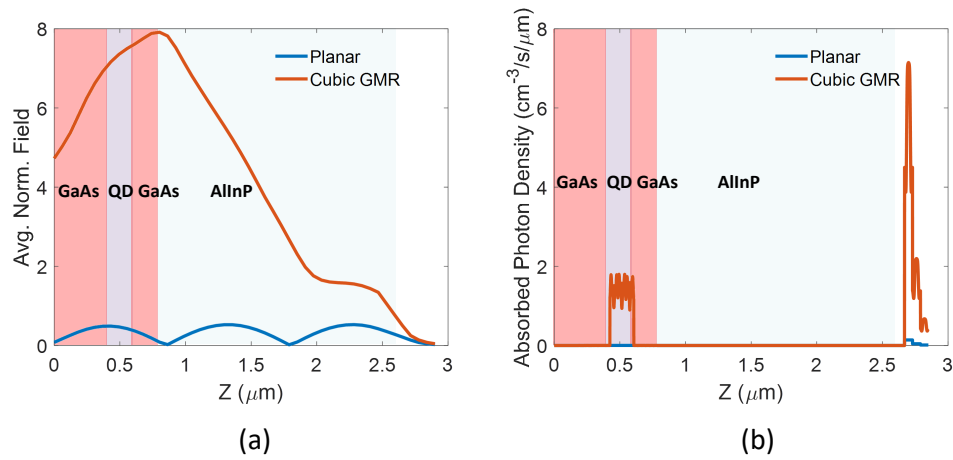 Avg. Norm. Field
8
6
4
2
0
Planar
Cubic GMR
GaAs
QD
GaAs
AlInP
0
0.5
1
1.5
2
2.5
3
Z (μm)
(a)
Absorbed Photon Density (cm-3/s/μm)
8
6
4
2
0
Planar
Cubic GMR
GaAs
QD
GaAs
AlInP
0
0.5
1
1.5
2
2.5
3
Z (μm)
(b)